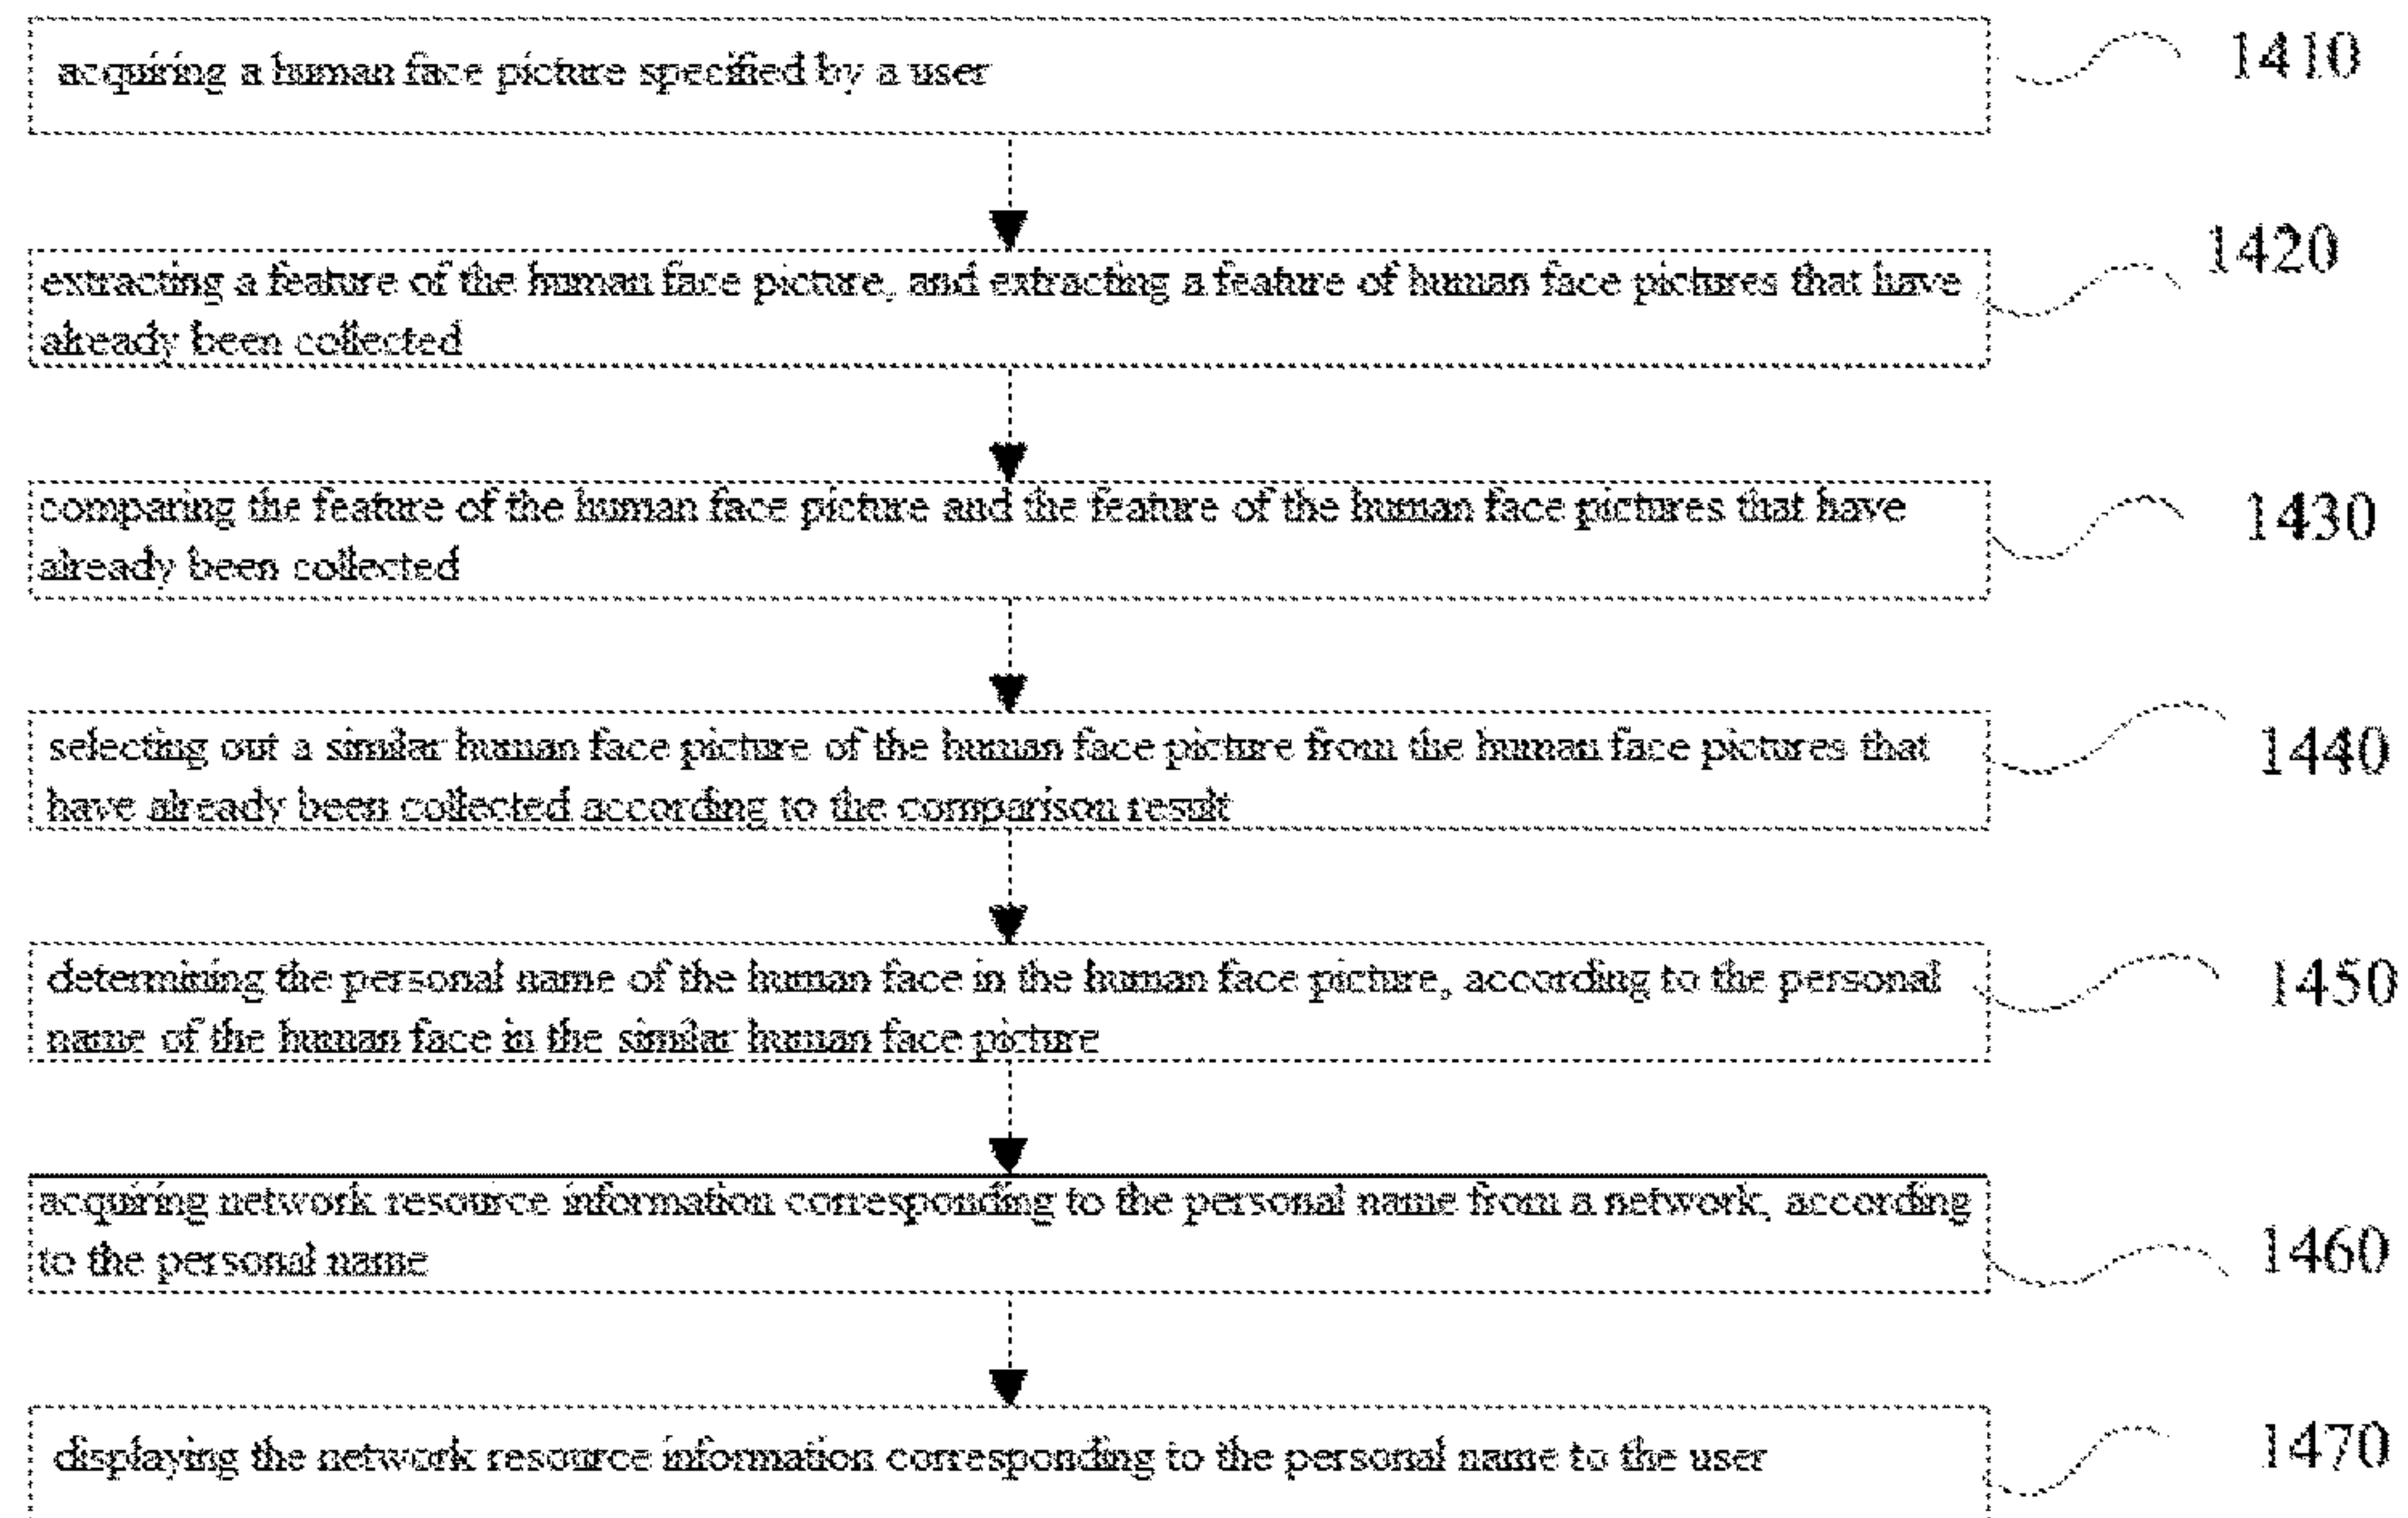 acquiring a human face picture specified by a user
1410
extracting a feature of the human face picture, and extracting a feature of human face pictures that have
already been collected
1420
comparing the feature of the human face picture and the feature of the human face pictures that have
already been collected
1430
selecting out a similar human face picture of the human face picture from the human face pictures that
have already been collected according to the comparison result
1440
determining the personal name of the human face in the human face picture, according to the personal
name of the human face in the similar human face picture
1450
acquiring network resource information corresponding to the personal name from a network, according
to the personal name
1460
displaying the network resource information corresponding to the personal name to the user
1470